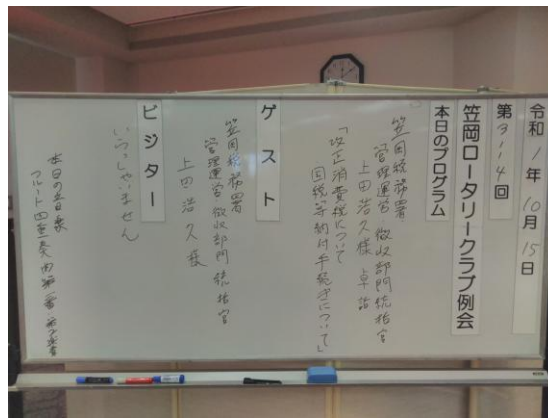 令和1年10月15日
第3114回
笠岡ロータリークラブ例会
本日のプログラム
笠岡税務署
管理運営 徴収部門 統括官
上田浩久様 卓話
「改正消費税について
国税等納付手続きについて」
ゲスト
笠岡税務署
管理運営 徴収部門 統括官
上田浩久様
ビジター
いらっしゃいません
本日の
フルート四重奏曲第一番